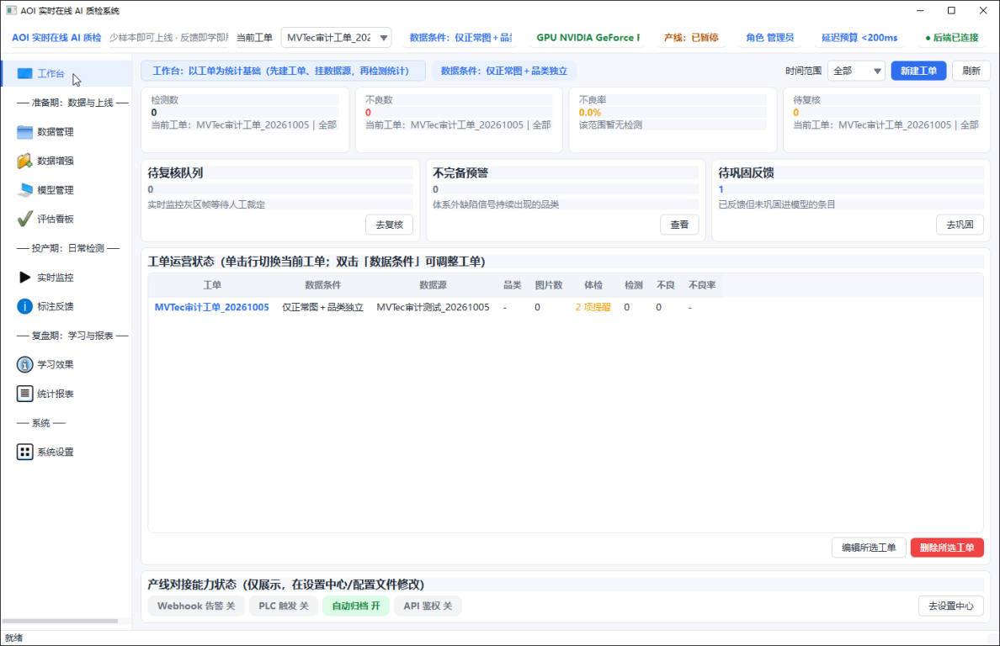 AOI 实时在线 AI 质检系统
AOI 实时在线 AI 质检 少样本即可上线 · 反馈即学即用 当前工单 MVTec审计工单_202 数据条件: 仅正常图 + 品类 GPU NVIDIA GeForce 产线: 已暂停 角色 管理员 延迟预算 <200ms ● 后端已连接
工作台
— 准备期: 数据与上线 —
数据管理
数据增强
模型管理
评估看板
— 投产期: 日常检测 —
实时监控
标注反馈
— 复盘期: 学习与报表 —
学习效果
统计报表
— 系统 —
系统设置
工作台: 以工单为统计基础 (先建工单、挂数据源, 再检测统计) 数据条件: 仅正常图 + 品类独立 时间范围 全部 新建工单 刷新
检测数
0
当前工单: MVTec审计工单_20261005 | 全部
不良数
0
当前工单: MVTec审计工单_20261005 | 全部
不良率
0.0%
该范围暂无检测
待复核
0
当前工单: MVTec审计工单_20261005 | 全部
待复核队列
0
实时监控灰区帧等待人工裁定
去复核
不完备预警
0
体系外缺陷信号持续出现的品类
查看
待巩固反馈
1
已反馈但未巩固进模型的条目
去巩固
工单运营状态 (单击行切换当前工单; 双击「数据条件」可调整工单)
工单 数据条件 数据源 品类 图片数 体检 检测 不良 不良率
MVTec审计工单_20261005 仅正常图 + 品类独立 MVTec审计测试_20261005 - 0 2 项提醒 0 0 -
编辑所选工单 删除所选工单
产线对接能力状态 (仅展示, 在设置中心/配置文件修改)
Webhook 告警 关 PLC 触发 关 自动归档 开 API 鉴权 关 去设置中心
就绪